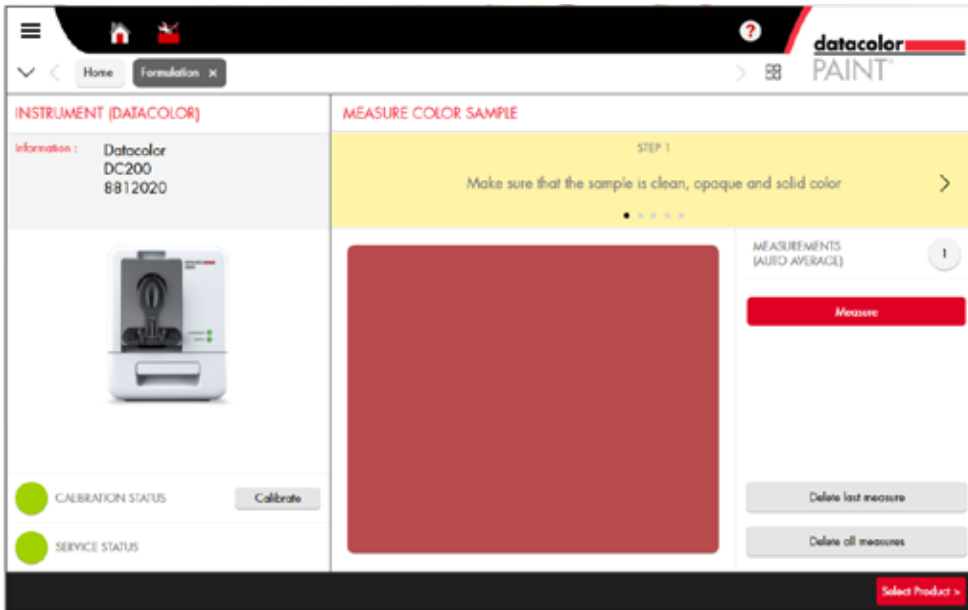 ?
datacolor
PAINT
Home
Formulation ×
INSTRUMENT (DATACOLOR)
MEASURE COLOR SAMPLE
Information :
Datacolor
DC200
8812020
STEP 1
Make sure that the sample is clean, opaque and solid color
MEASUREMENTS
(AUTO AVERAGE)
1
Measure
CALIBRATION STATUS
Calibrate
SERVICE STATUS
Delete last measure
Delete all measures
Select Product >